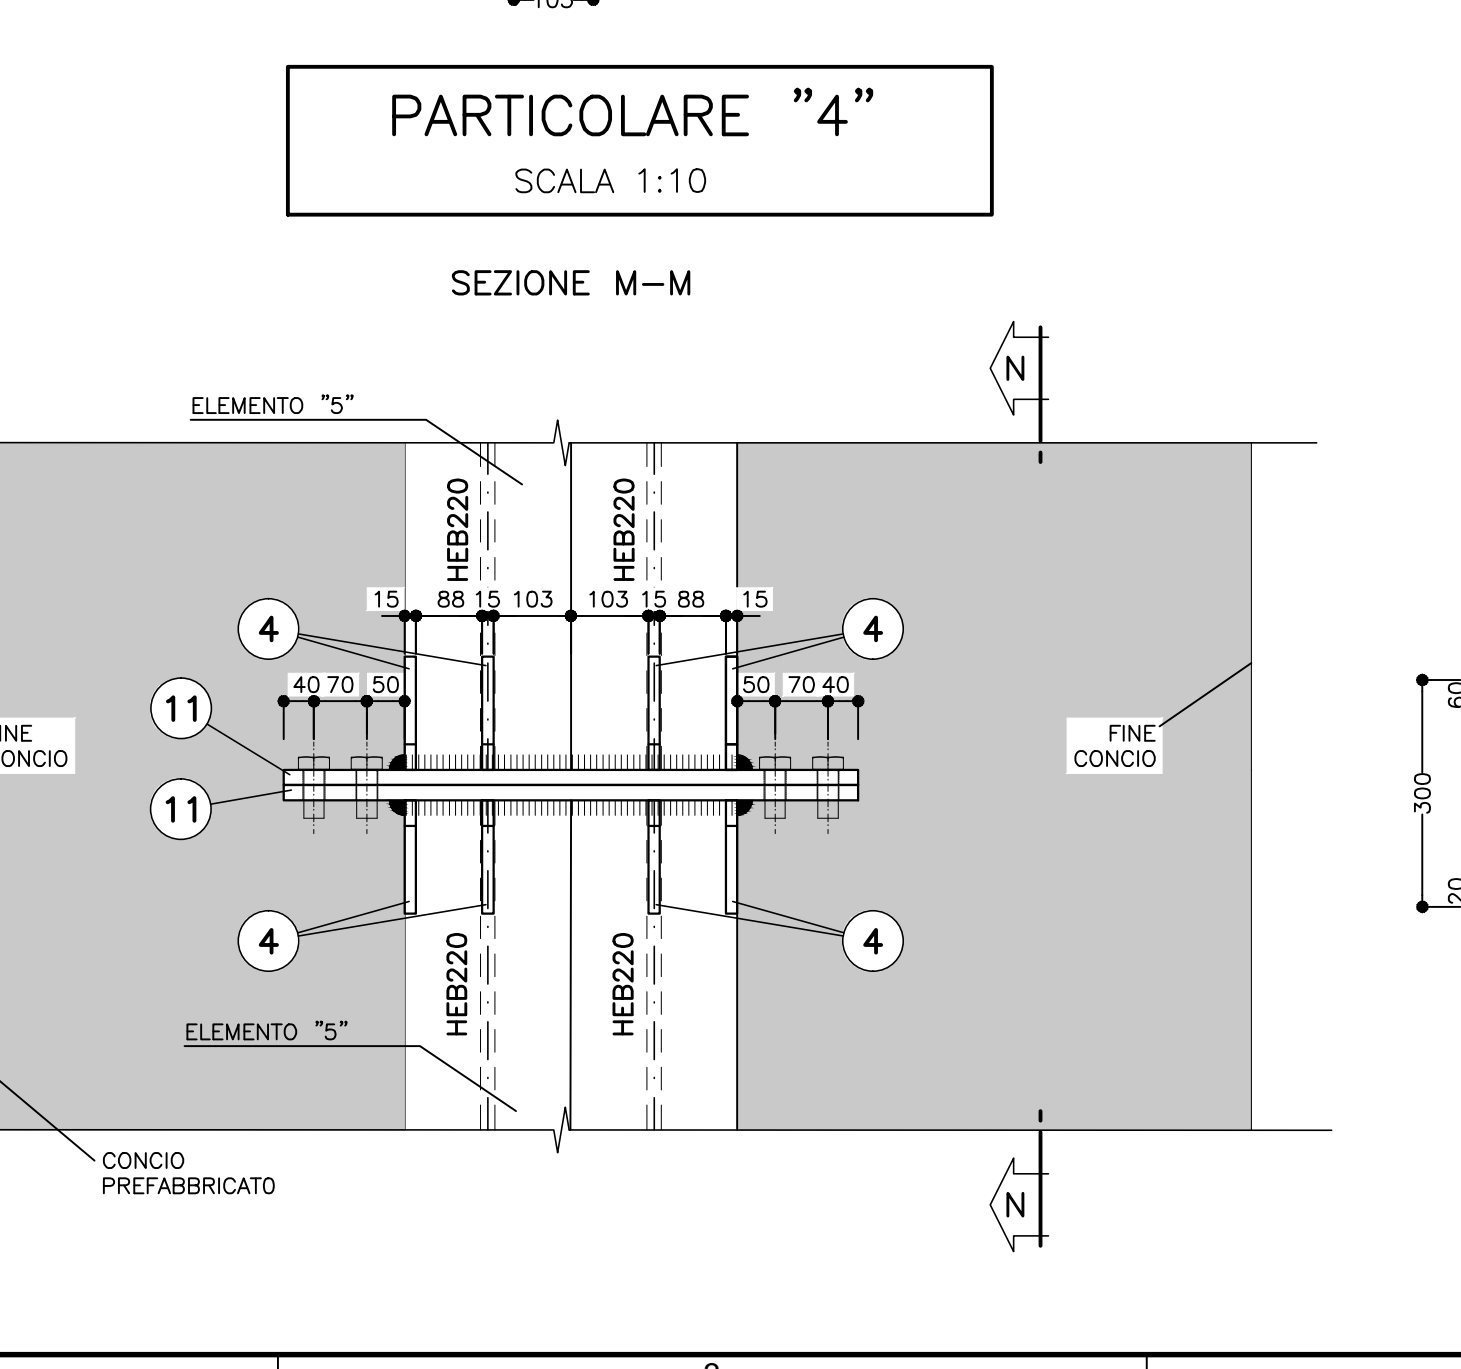 PARTICOLARE "4"
SCALA 1:10
SEZIONE M-M
N
ELEMENTO "5"
HEB220
HEB220
15 88 15 103 103 15 88 15
4
4
40 70 50
50 70 40
11
60
FINE
CONCIO
11
300
4
4
20
HEB220
HEB220
ELEMENTO "5"
CONCIO
PREFABBRICATO
N